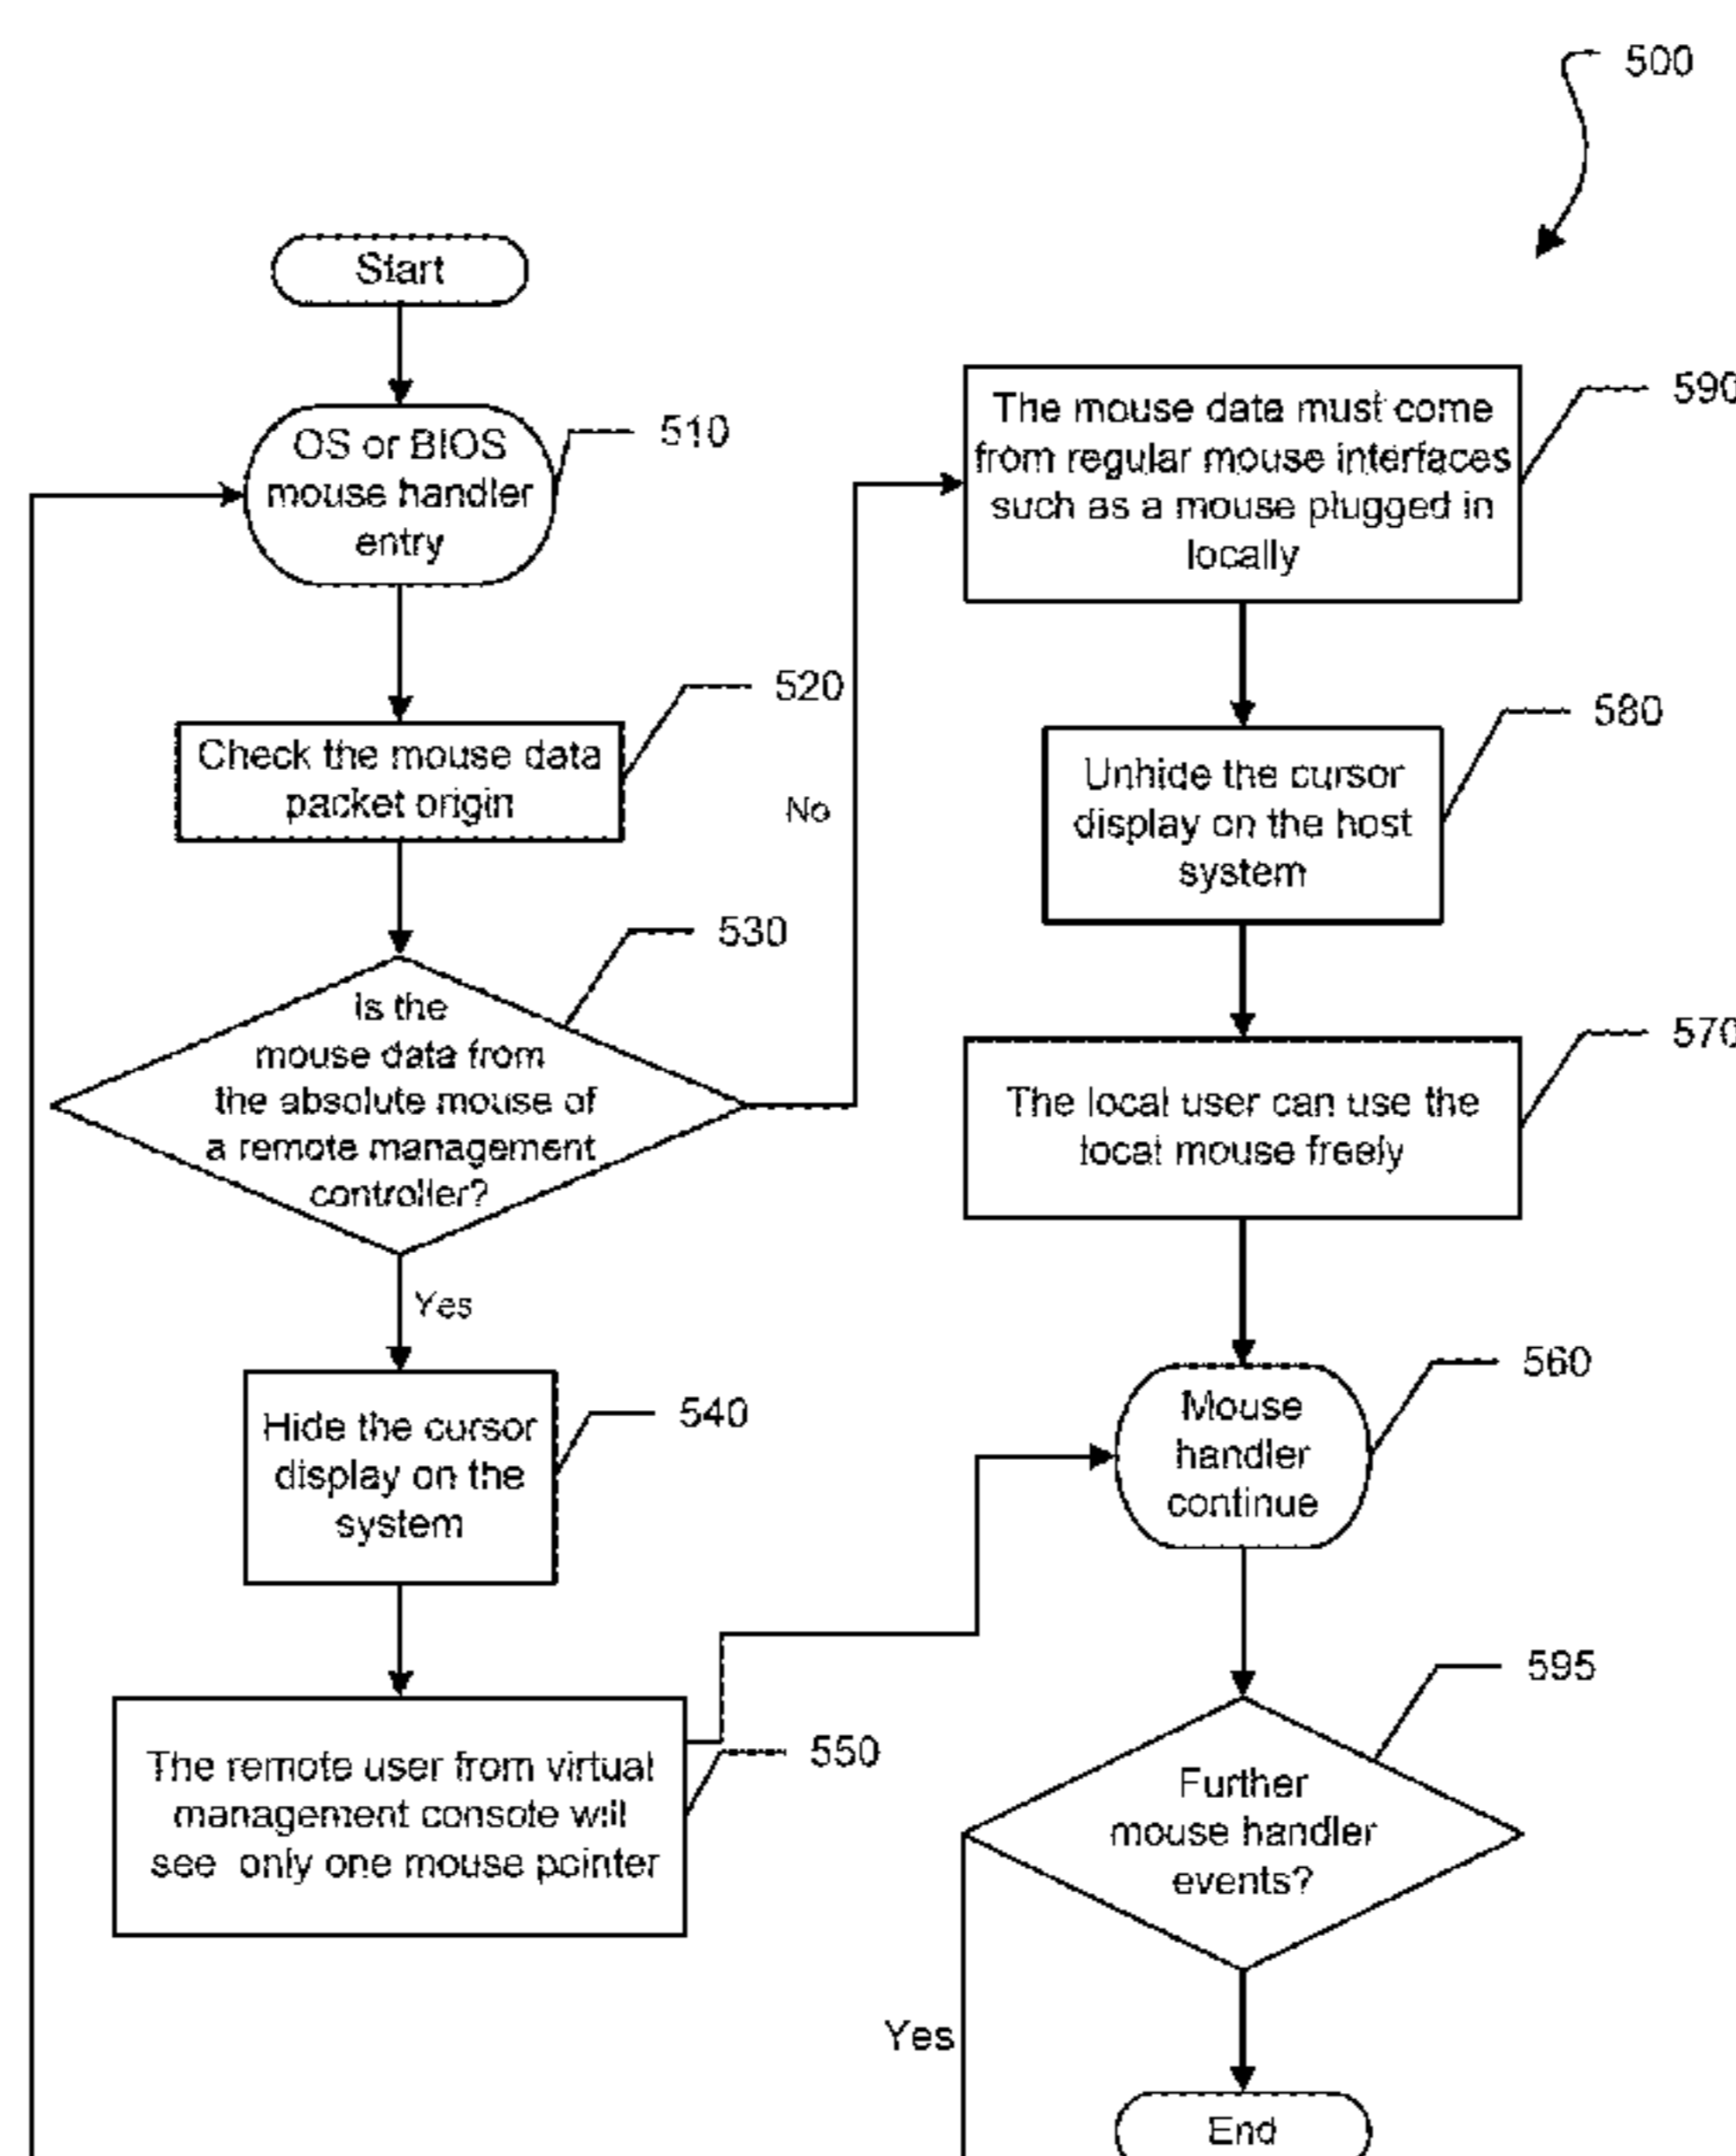 500
Start
OS or BIOS
mouse handler
entry
510
Check the mouse data
packet origin
520
Is the
mouse data from
the absolute mouse of
a remote management
controller?
530
No
Yes
Hide the cursor
display on the
system
540
The remote user from virtual
management console will
see only one mouse pointer
550
The mouse data must come
from regular mouse interfaces
such as a mouse plugged in
locally
590
Unhide the cursor
display on the host
system
580
The local user can use the
local mouse freely
570
Mouse
handler
continue
560
Further
mouse handler
events?
595
Yes
End